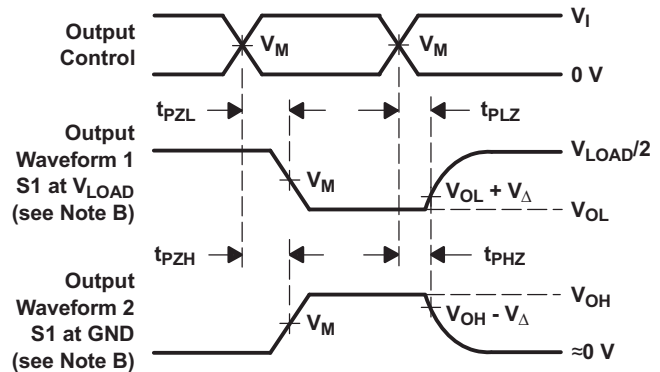 Output
Control
V_M
V_M
V_I
0 V
t_PZL
t_PLZ
Output
Waveform 1
S1 at V_LOAD
(see Note B)
V_M
V_LOAD/2
V_OL + V_Δ
V_OL
t_PZH
t_PHZ
Output
Waveform 2
S1 at GND
(see Note B)
V_M
V_OH
V_OH - V_Δ
≈0 V